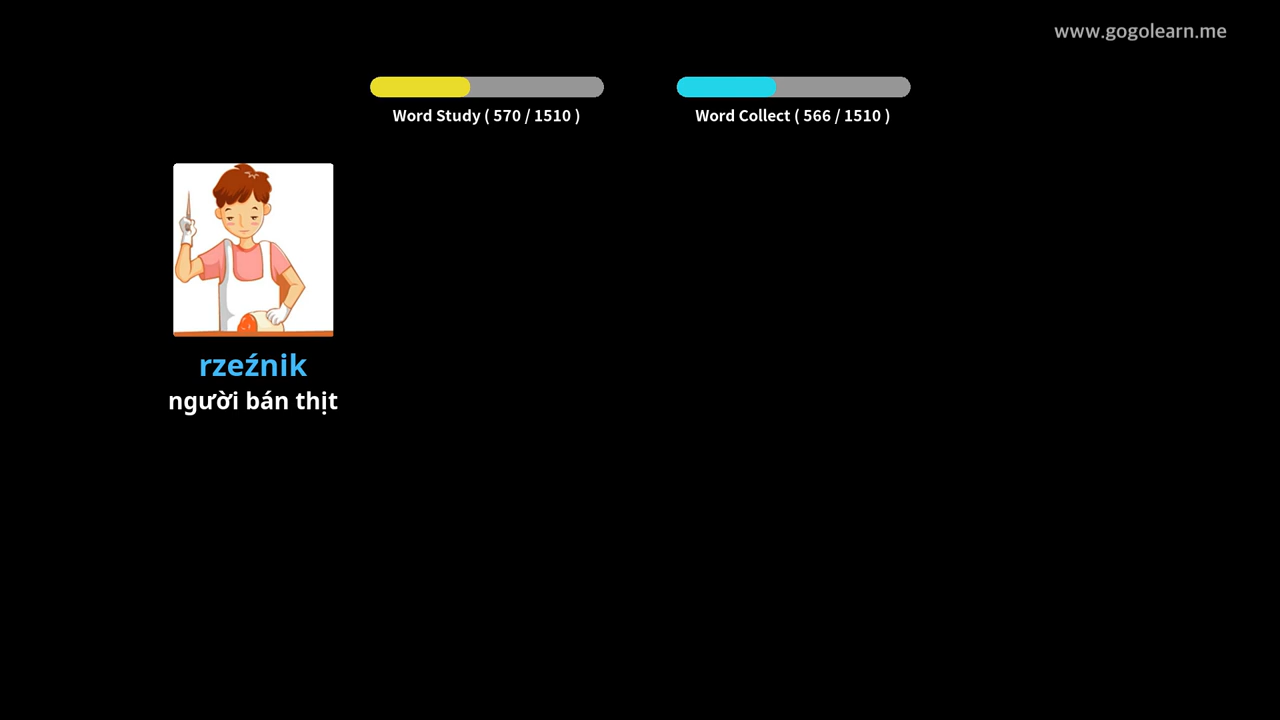 www.gogolearn.me
Word Study ( 570 / 1510 )
Word Collect ( 566 / 1510 )
rzeźnik
người bán thịt